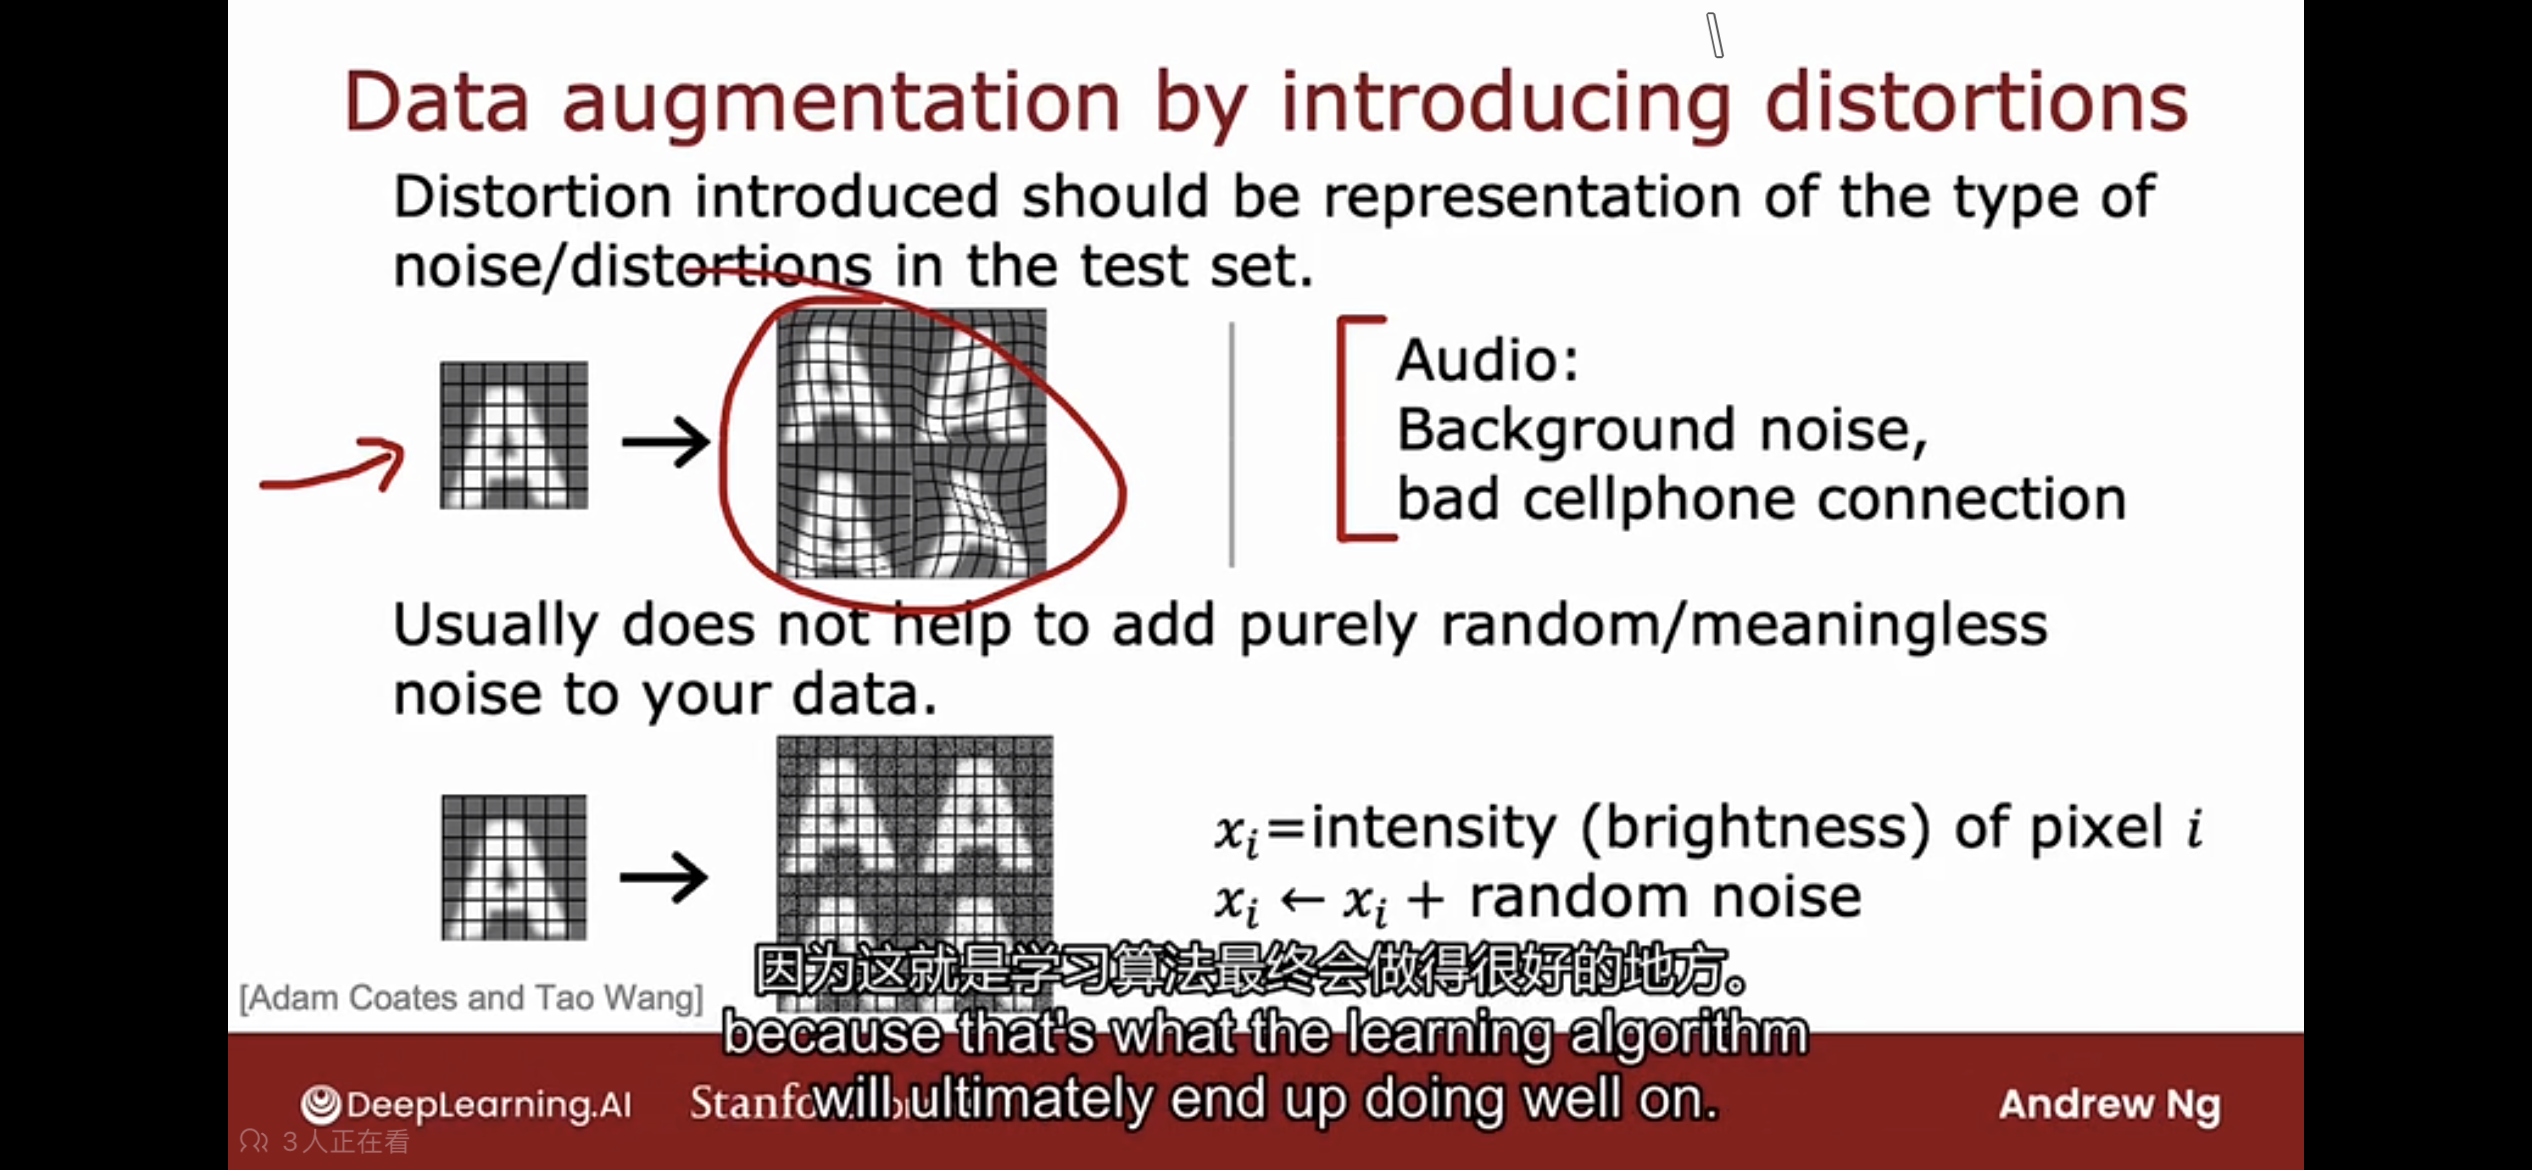 Data augmentation by introducing distortions
Distortion introduced should be representation of the type of
noise/distortions in the test set.
Audio:
Background noise,
bad cellphone connection
Usually does not help to add purely random/meaningless
noise to your data.
x_i=intensity (brightness) of pixel i
x_i ← x_i + random noise
[Adam Coates and Tao Wang]
因为这就是学习算法最终会做得很好的地方。
because that's what the learning algorithm
will ultimately end up doing well on.
DeepLearning.AI
Andrew Ng
3人正在看